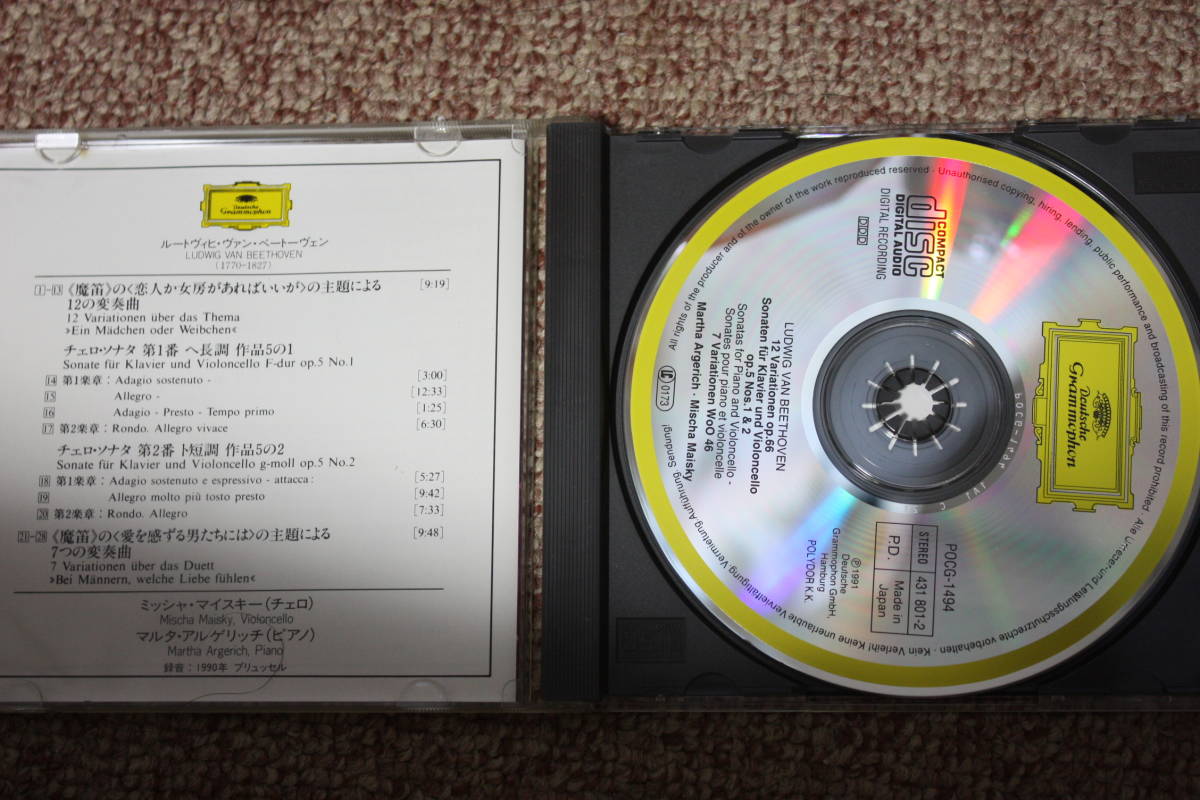 Deutsche
Grammophon
ルートヴィヒ・ヴァン・ベートーヴェン
LUDWIG VAN BEETHOVEN
(1770-1827)
1-13 《魔笛》の〈恋人か女房があればいいが〉の主題による [9:19]
12の変奏曲
12 Variationen über das Thema
»Ein Mädchen oder Weibchen«
チェロ・ソナタ 第1番 ヘ長調 作品5の1
Sonate für Klavier und Violoncello F-dur op.5 No.1
14 第1楽章：Adagio sostenuto - [3:00]
15 Allegro - [12:33]
16 Adagio - Presto - Tempo primo [1:25]
17 第2楽章：Rondo. Allegro vivace [6:30]
チェロ・ソナタ 第2番 ト短調 作品5の2
Sonate für Klavier und Violoncello g-moll op.5 No.2
18 第1楽章：Adagio sostenuto e espressivo - attacca: [5:27]
19 Allegro molto più tosto presto [9:42]
20 第2楽章：Rondo. Allegro [7:33]
21-28 《魔笛》の〈愛を感ずる男たちには〉の主題による [9:48]
7つの変奏曲
7 Variationen über das Duett
»Bei Männern, welche Liebe fühlen«
ミッシャ・マイスキー（チェロ）
Mischa Maisky, Violoncello
マルタ・アルゲリッチ（ピアノ）
Martha Argerich, Piano
録音：1990年 ブリュッセル
Deutsche
Grammophon
COMPACT
disc
DIGITAL AUDIO
DIGITAL RECORDING
DDD
LUDWIG VAN BEETHOVEN
12 Variationen op.66
Sonaten für Klavier und Violoncello
op.5 Nos.1 & 2
Sonatas for Piano and Violoncello -
Sonates pour piano et violoncelle
7 Variationen WoO 46
Martha Argerich · Mischa Maisky
LC 0173
POCG-1494
STEREO 431 801-2
P.D. Made in Japan
Ⓟ1991
Deutsche
Grammophon GmbH,
Hamburg
POLYDOR K.K.
All rights of the producer and of the owner of the work reproduced reserved · Unauthorised copying, hiring, lending, public performance and broadcasting of this record prohibited · Alle Urheber-und Leistungsschutzrechte vorbehalten · Kein Verleih! Keine unerlaubte Vervielfältigung, Vermietung, Aufführung, Sendung!